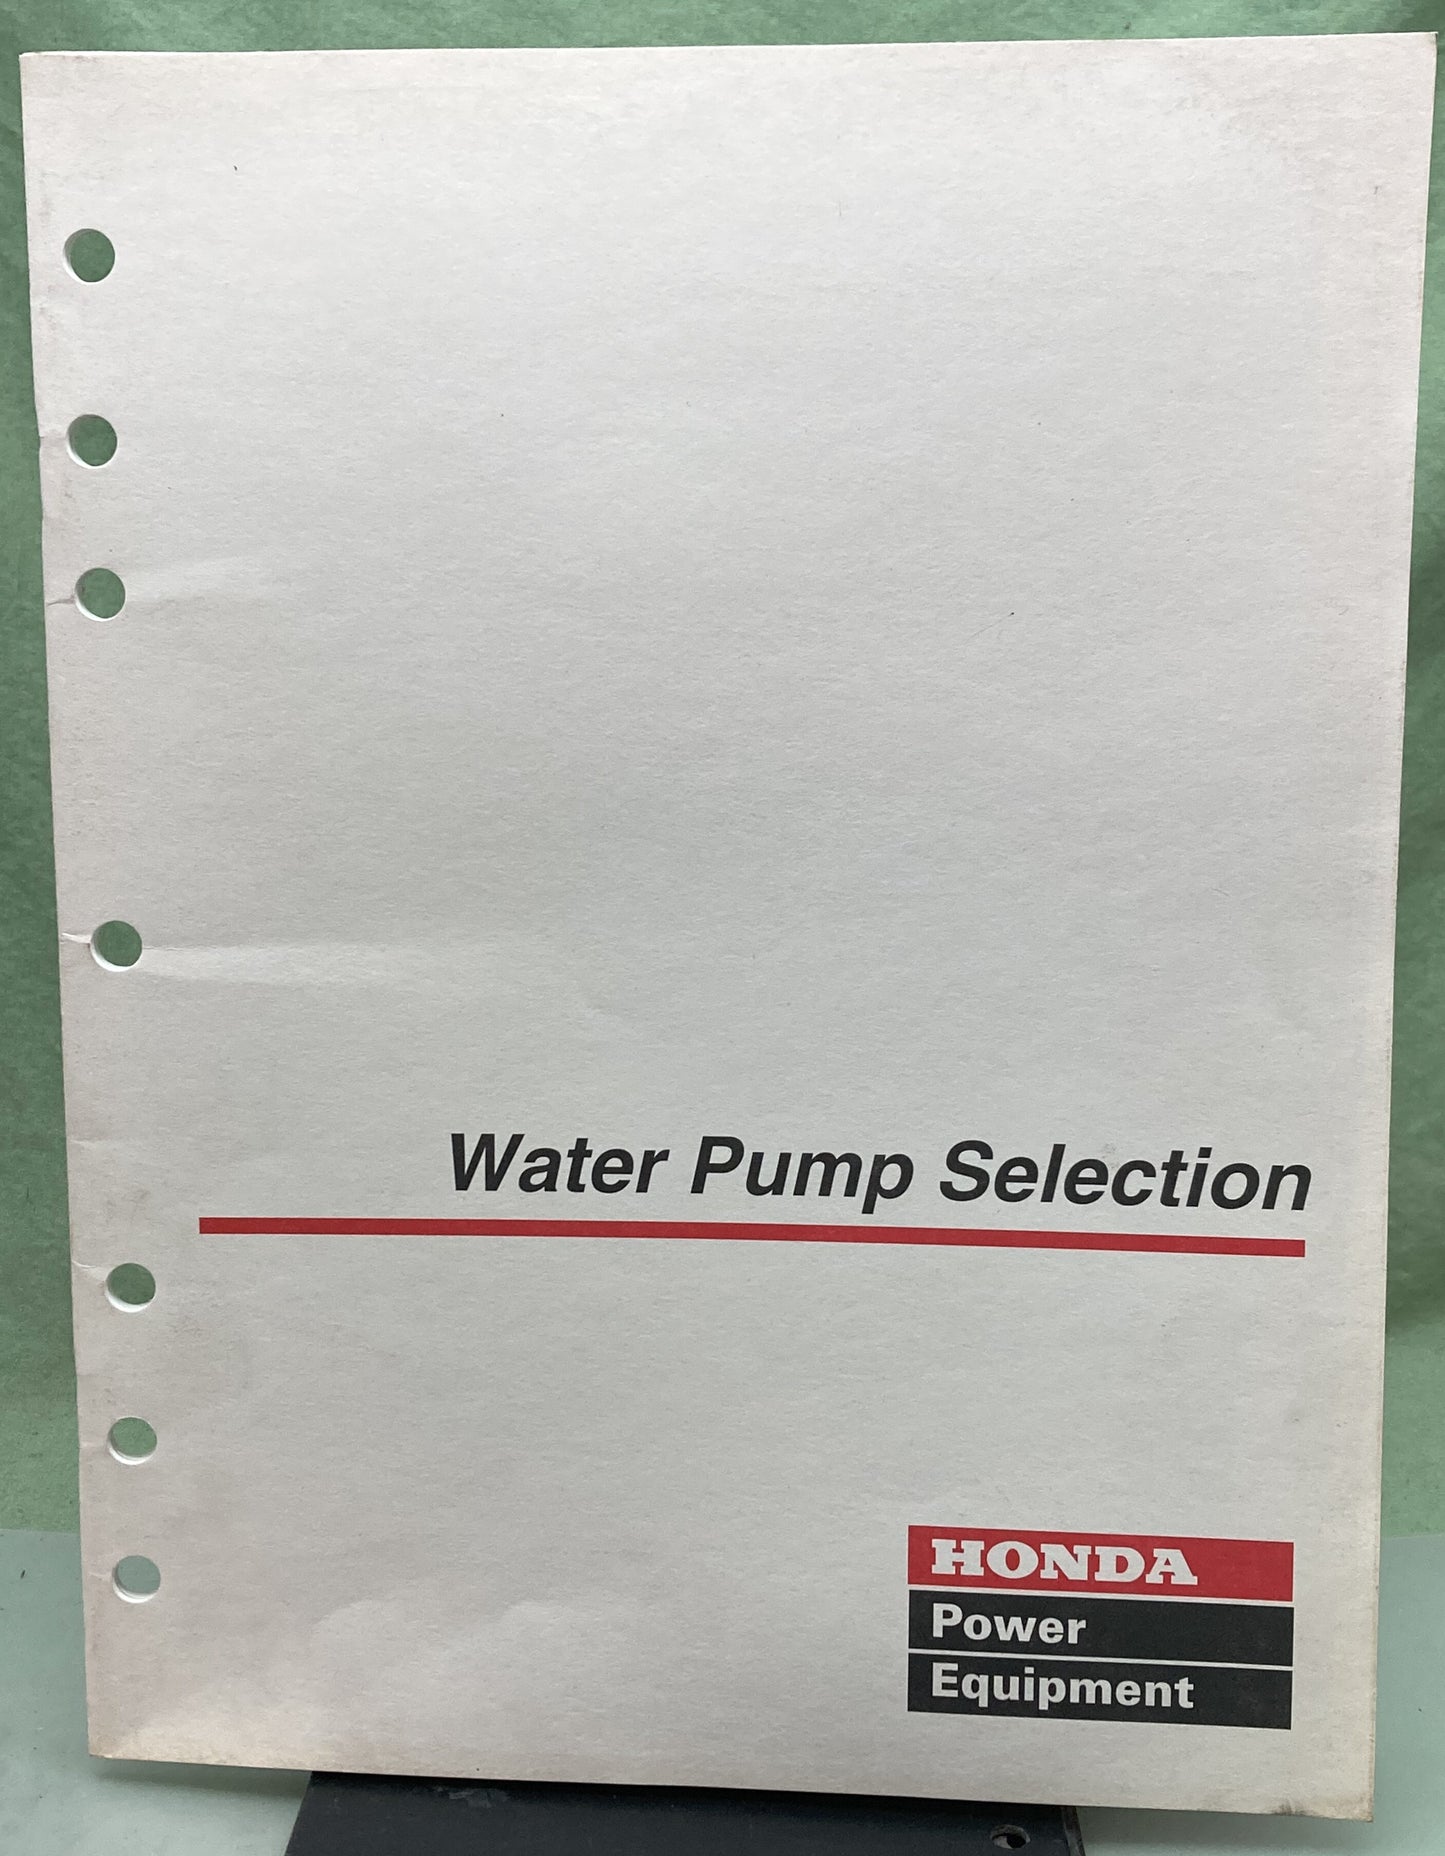 Water Pump Selection
HONDA
Power
Equipment